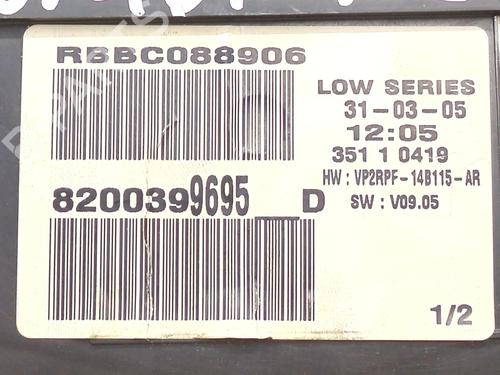 RBBC088906
LOW SERIES
31-03-05
12:05
351 1 0419
HW : VP2RPF-14B115-AR
SW : V09.05
8200399695__D
1/2